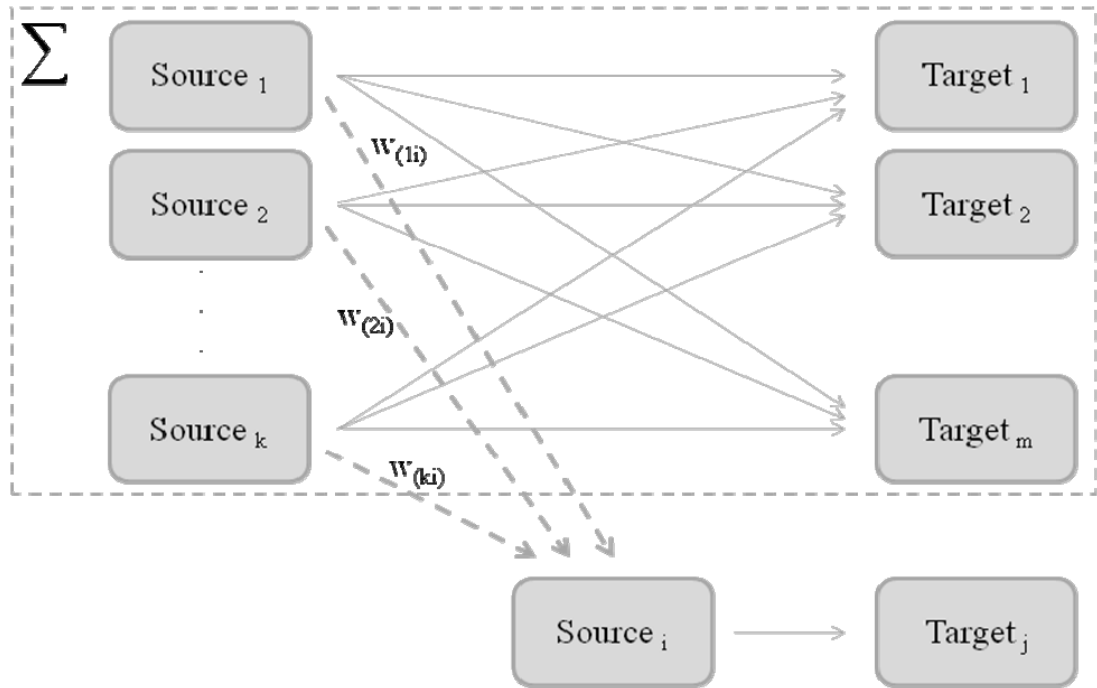 ∑
Source 1
Target 1
w(1i)
Source 2
Target 2
w(2i)
Source k
Target m
w(ki)
Source i
Target j